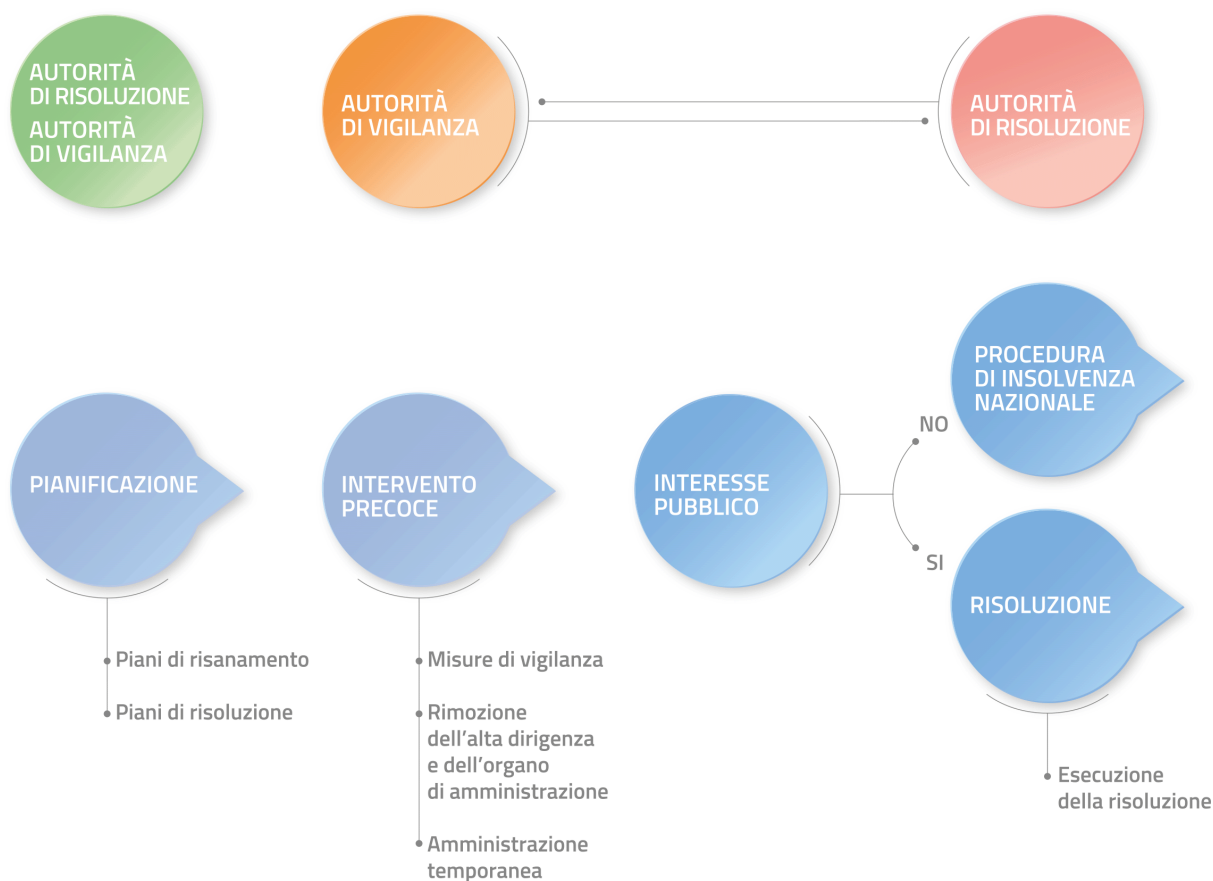 AUTORITÀ
DI RISOLUZIONE
AUTORITÀ
DI VIGILANZA
AUTORITÀ
DI VIGILANZA
AUTORITÀ
DI RISOLUZIONE
PIANIFICAZIONE
Piani di risanamento
Piani di risoluzione
INTERVENTO
PRECOCE
Misure di vigilanza
Rimozione
dell’alta dirigenza
e dell’organo
di amministrazione
Amministrazione
temporanea
INTERESSE
PUBBLICO
NO
PROCEDURA
DI INSOLVENZA
NAZIONALE
SI
RISOLUZIONE
Esecuzione
della risoluzione